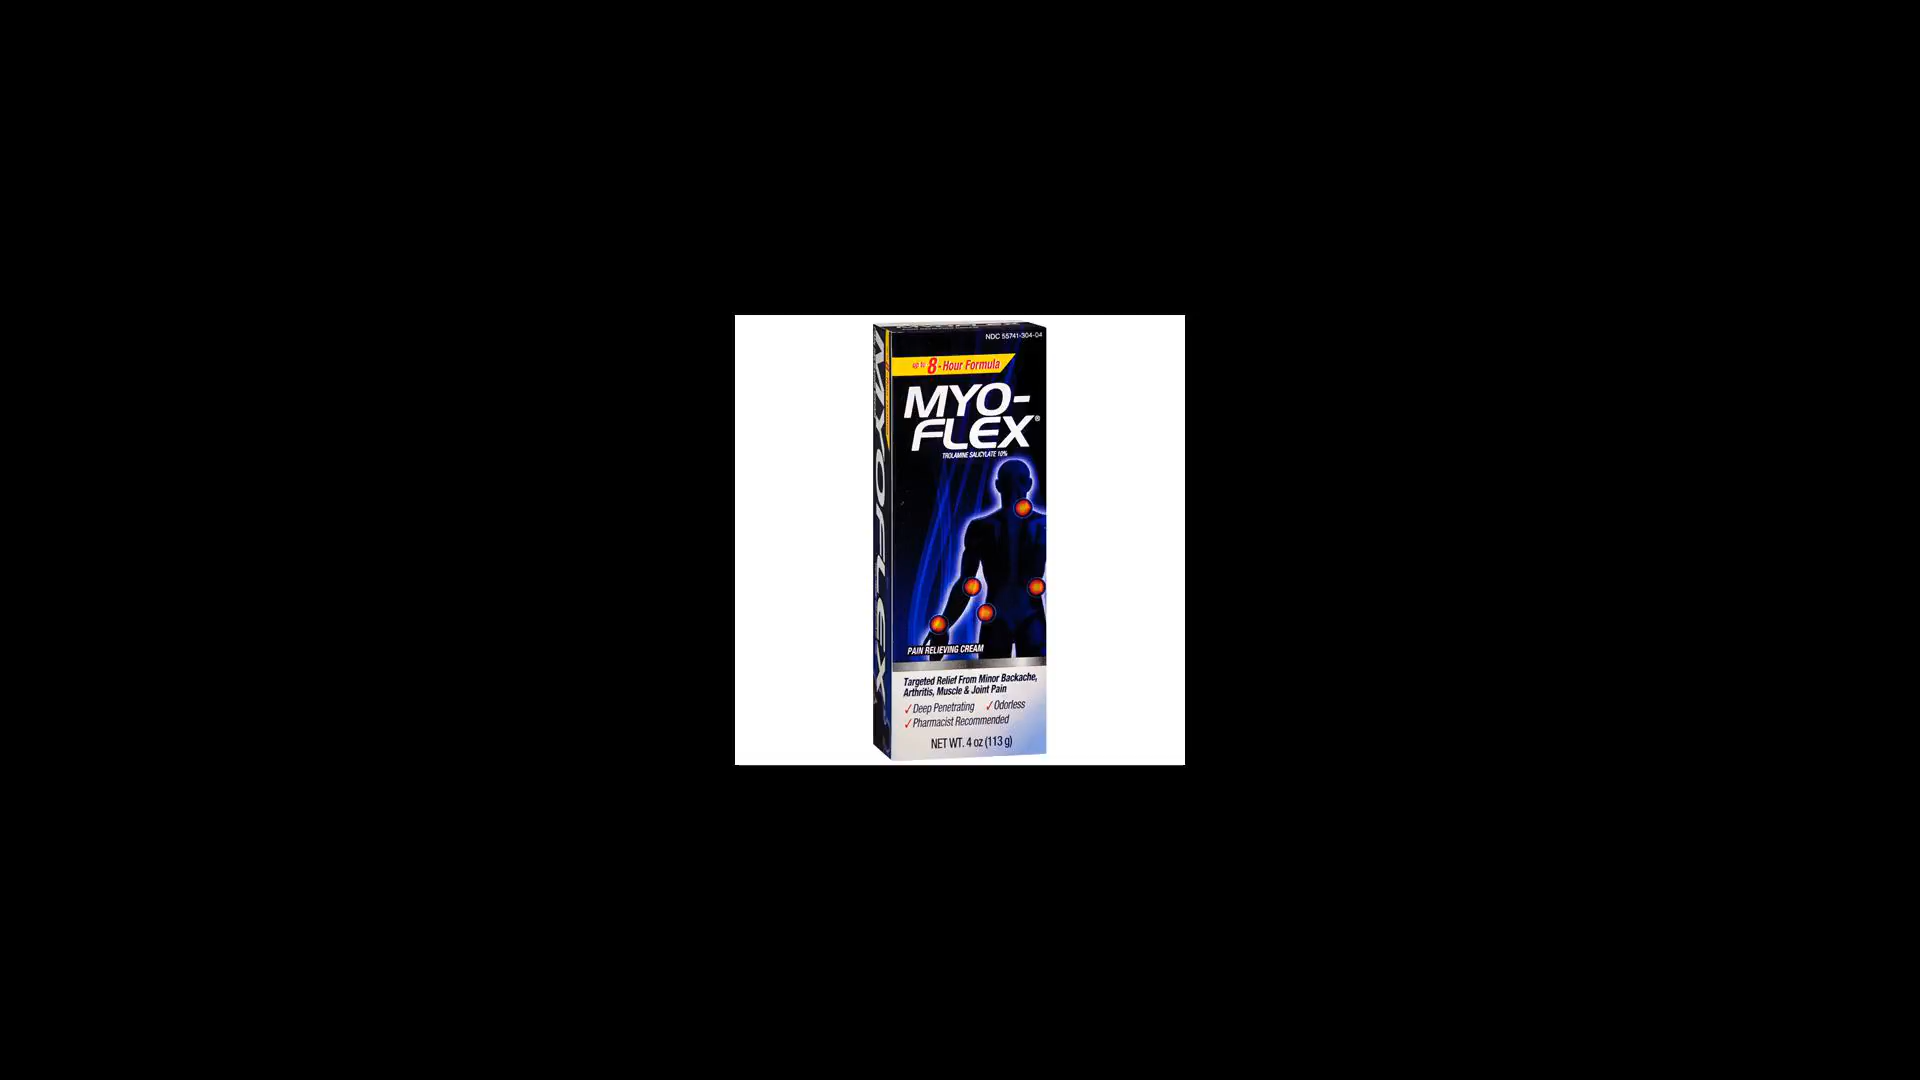 MYOFLEX
NDC 55741-304-04
up to 8-Hour Formula
MYO-
FLEX®
TROLAMINE SALICYLATE 10%
PAIN RELIEVING CREAM
Targeted Relief From Minor Backache,
Arthritis, Muscle & Joint Pain
✓Deep Penetrating ✓Odorless
✓Pharmacist Recommended
NET WT. 4 oz (113 g)
MYOFLEX